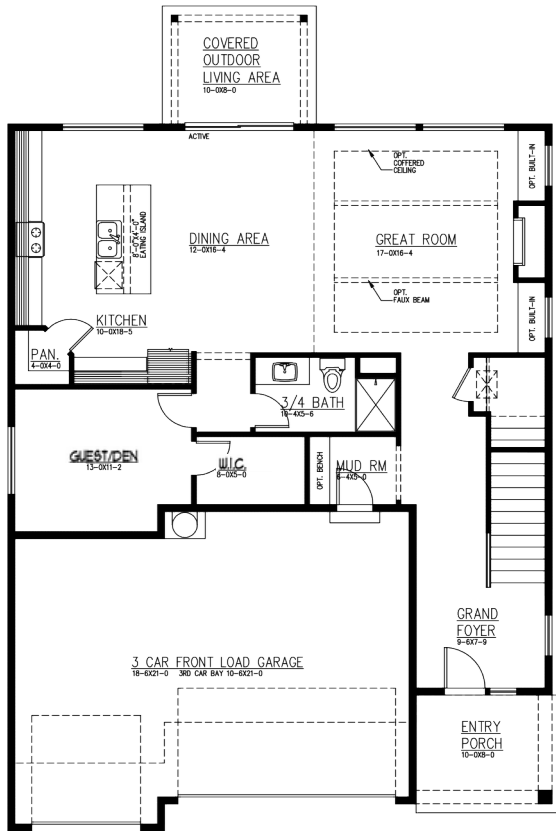 COVERED
OUTDOOR
LIVING AREA
10-0X8-0
ACTIVE
OPT.
COFFERED
CEILING
OPT. BUILT-IN
8'-0"X4'-0"
EATING ISLAND
DINING AREA
12-0X16-4
GREAT ROOM
17-0X16-4
OPT.
FAUX BEAM
OPT. BUILT-IN
KITCHEN
10-0X18-5
PAN.
4-0X4-0
3/4 BATH
10-4X5-6
GUEST/DEN
13-0X11-2
W.I.C.
8-0X5-0
OPT. BENCH
MUD RM
6-4X5-0
GRAND
FOYER
9-6X7-9
3 CAR FRONT LOAD GARAGE
18-6X21-0 3RD CAR BAY 10-6X21-0
ENTRY
PORCH
10-0X8-0